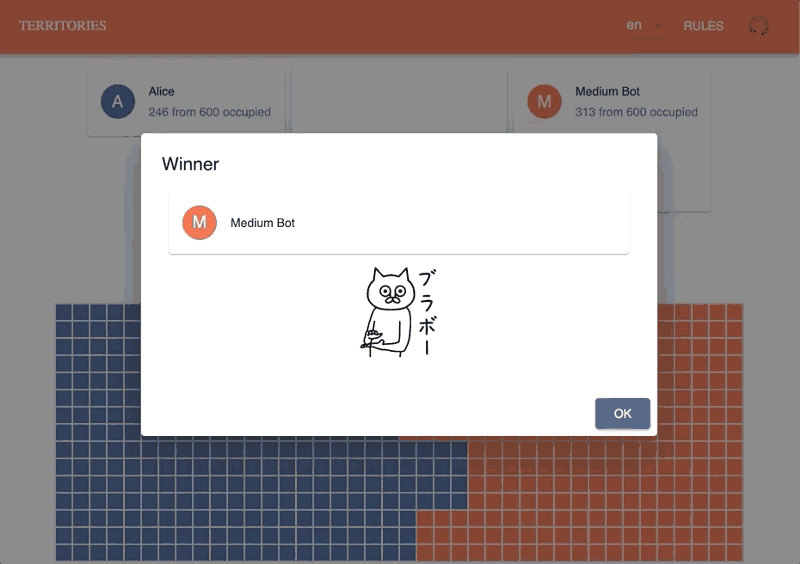 TERRITORIES
en
RULES
A
Alice
246 from 600 occupied
M
Medium Bot
313 from 600 occupied
Winner
M
Medium Bot
ブラボー
OK